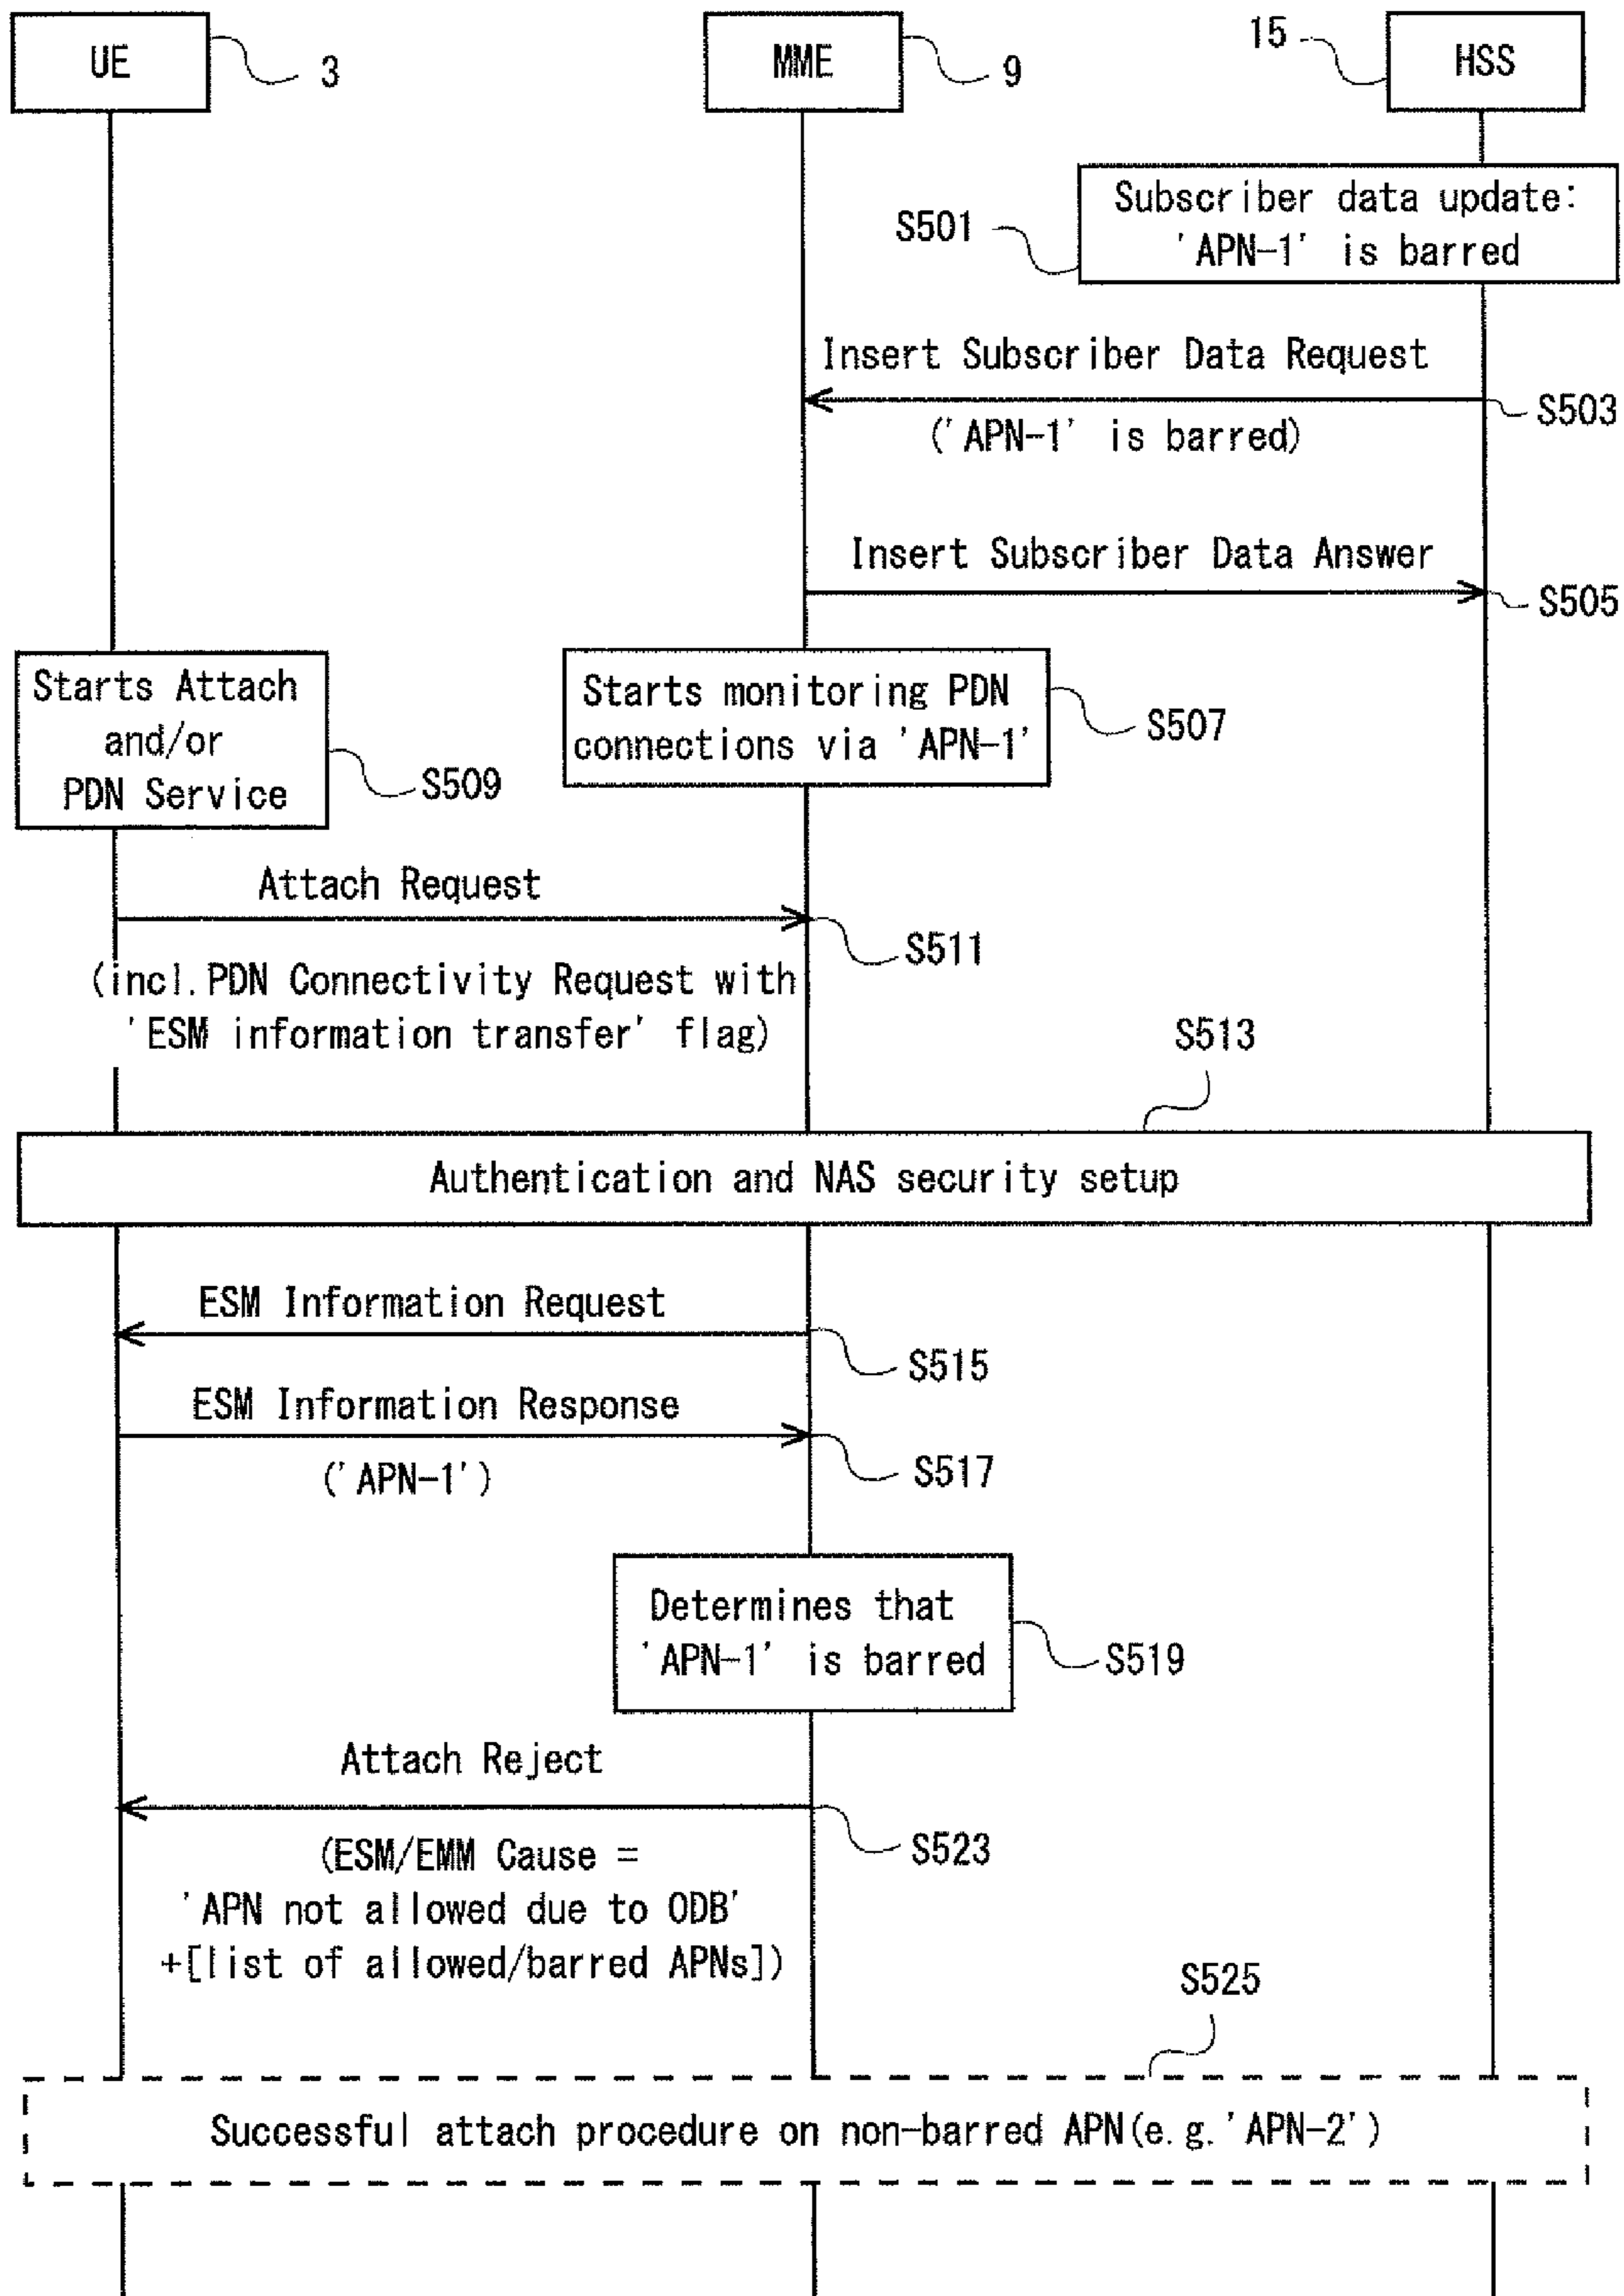 UE
3
MME
9
15
HSS
S501
Subscriber data update:
'APN-1' is barred
Insert Subscriber Data Request
S503
('APN-1' is barred)
Insert Subscriber Data Answer
S505
Starts Attach
and/or
PDN Service
S509
Starts monitoring PDN
connections via 'APN-1'
S507
Attach Request
S511
(incl.PDN Connectivity Request with
'ESM information transfer' flag)
S513
Authentication and NAS security setup
ESM Information Request
S515
ESM Information Response
S517
('APN-1')
Determines that
'APN-1' is barred
S519
Attach Reject
S523
(ESM/EMM Cause =
'APN not allowed due to ODB'
+[list of allowed/barred APNs])
S525
Successful attach procedure on non-barred APN(e.g.'APN-2')